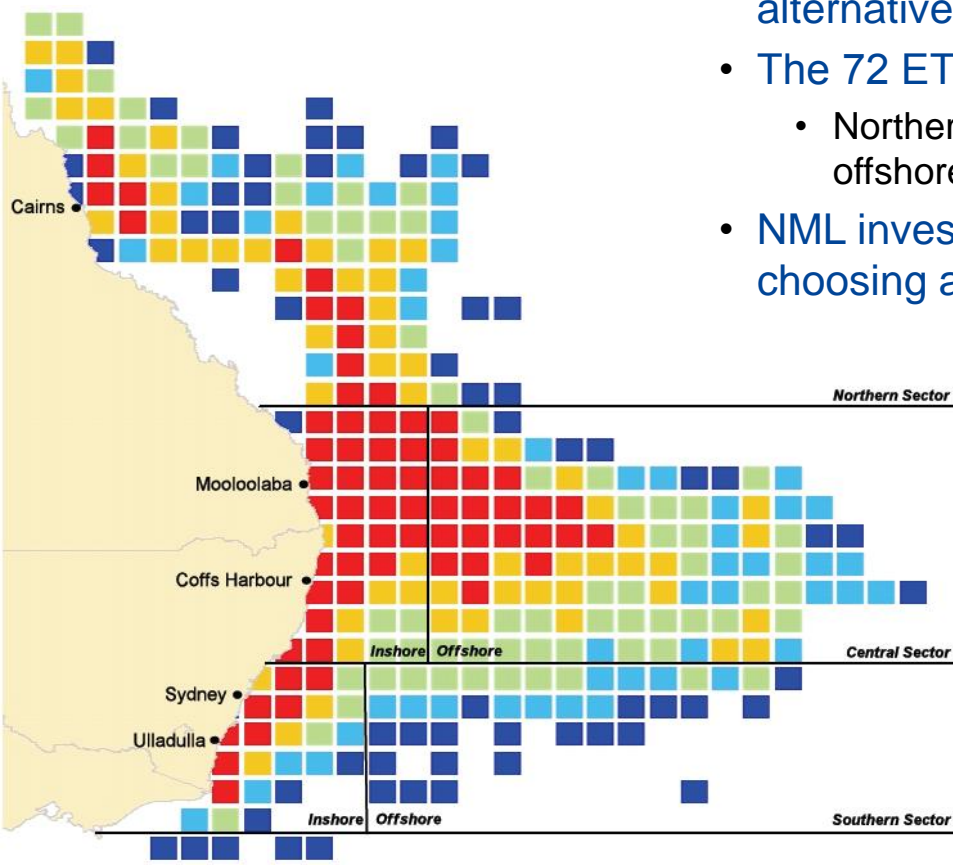 alternative
• The 72 ET
• Norther
offshore
• NML inves
choosing a
Cairns
Northern Sector
Mooloolaba
Coffs Harbour
Inshore Offshore
Central Sector
Sydney
Ulladulla
Inshore Offshore
Southern Sector